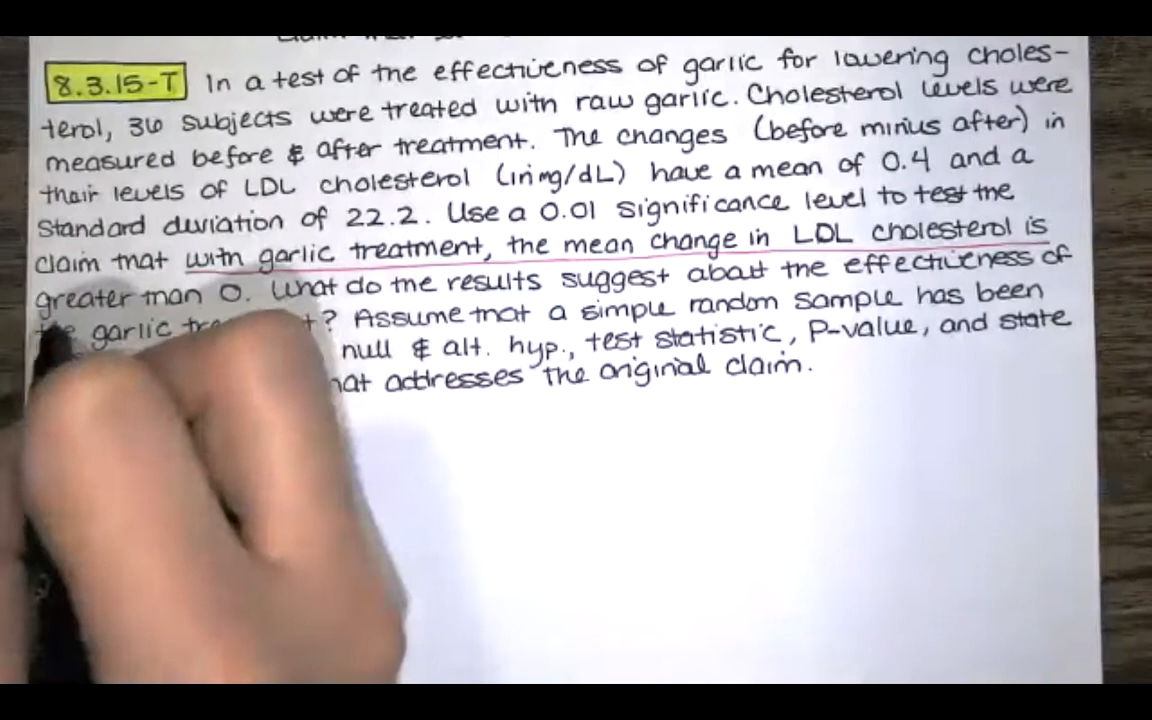 8.3.15-T In a test of the effectiveness of garlic for lowering choles-
terol, 36 subjects were treated with raw garlic. Cholesterol levels were
measured before & after treatment. The changes (before minus after) in
their levels of LDL cholesterol (in mg/dL) have a mean of 0.4 and a
standard deviation of 22.2. Use a 0.01 significance level to test the
claim that with garlic treatment, the mean change in LDL cholesterol is
greater than 0. What do the results suggest about the effectiveness of
the garlic ? Assume that a simple random sample has been
null & alt. hyp., test statistic, P-value, and state
addresses the original claim.